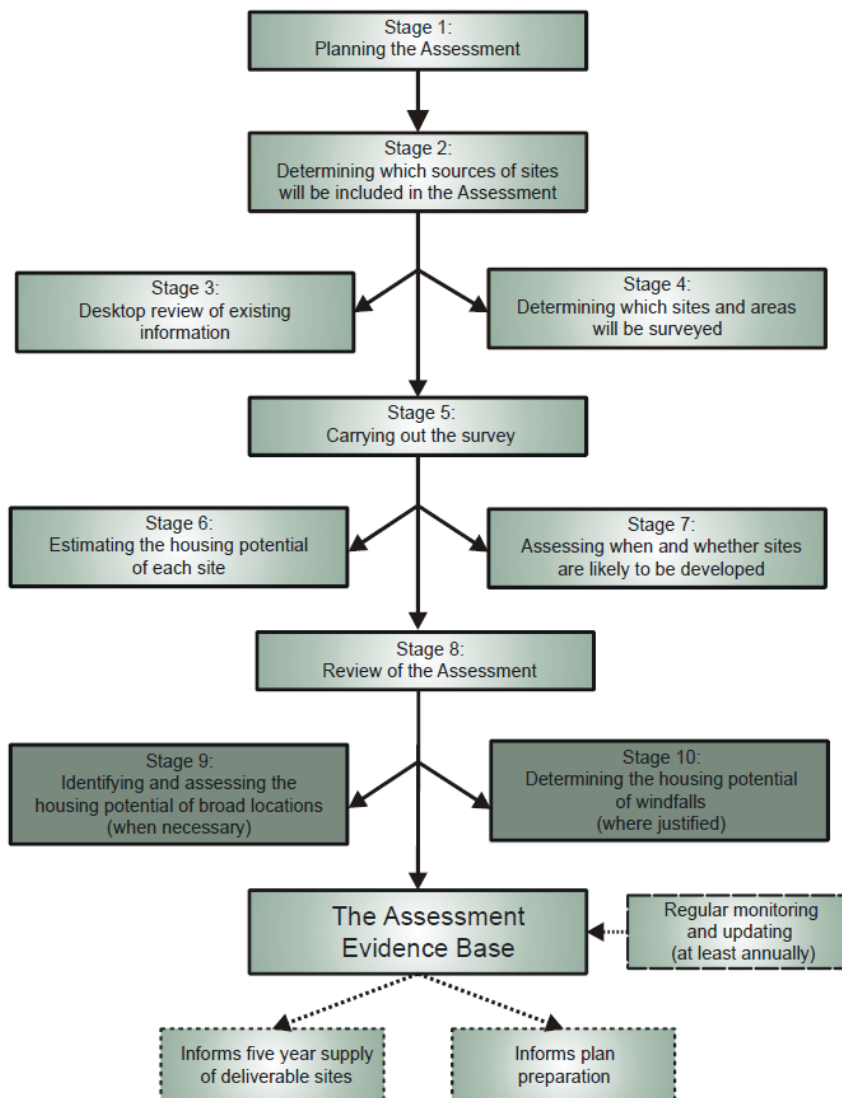 Stage 1:
Planning the Assessment
Stage 2:
Determining which sources of sites
will be included in the Assessment
Stage 3:
Desktop review of existing
information
Stage 4:
Determining which sites and areas
will be surveyed
Stage 5:
Carrying out the survey
Stage 6:
Estimating the housing potential
of each site
Stage 7:
Assessing when and whether sites
are likely to be developed
Stage 8:
Review of the Assessment
Stage 9:
Identifying and assessing the
housing potential of broad locations
(when necessary)
Stage 10:
Determining the housing potential
of windfalls
(where justified)
The Assessment
Evidence Base
Regular monitoring
and updating
(at least annually)
Informs five year supply
of deliverable sites
Informs plan
preparation